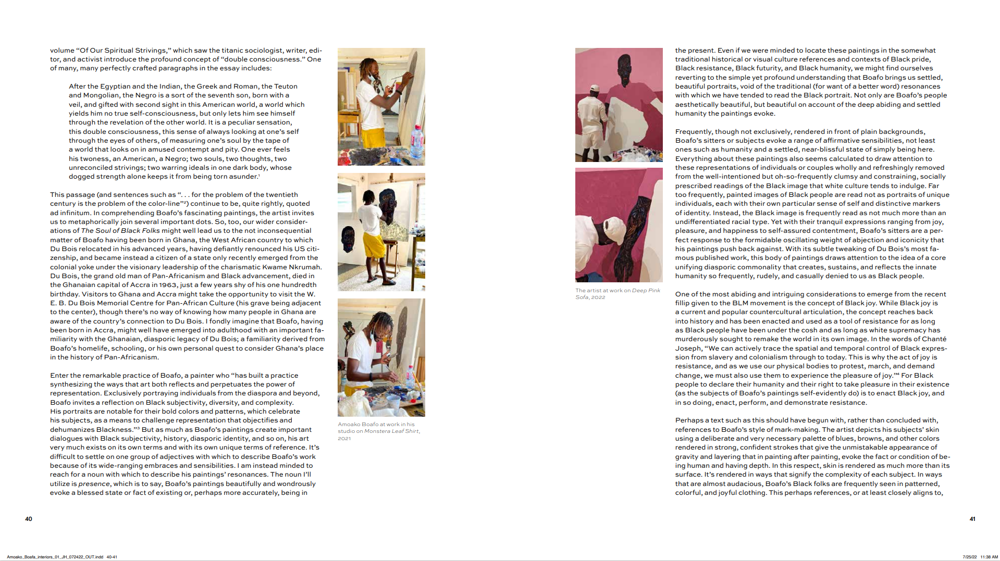 volume “Of Our Spiritual Strivings,” which saw the titanic sociologist, writer, edi-
tor, and activist introduce the profound concept of “double consciousness.” One
of many, many perfectly crafted paragraphs in the essay includes:
After the Egyptian and the Indian, the Greek and Roman, the Teuton
and Mongolian, the Negro is a sort of the seventh son, born with a
veil, and gifted with second sight in this American world, a world which
yields him no true self-consciousness, but only lets him see himself
through the revelation of the other world. It is a peculiar sensation,
this double consciousness, this sense of always looking at one’s self
through the eyes of others, of measuring one’s soul by the tape of
a world that looks on in amused contempt and pity. One ever feels
his twoness, an American, a Negro; two souls, two thoughts, two
unreconciled strivings; two warring ideals in one dark body, whose
dogged strength alone keeps it from being torn asunder.¹
This passage (and sentences such as “. . . for the problem of the twentieth
century is the problem of the color-line”²) continue to be, quite rightly, quoted
ad infinitum. In comprehending Boafo’s fascinating paintings, the artist invites
us to metaphorically join several important dots. So, too, our wider consider-
ations of The Soul of Black Folks might well lead us to the not inconsequential
matter of Boafo having been born in Ghana, the West African country to which
Du Bois relocated in his advanced years, having defiantly renounced his US citi-
zenship, and became instead a citizen of a state only recently emerged from the
colonial yoke under the visionary leadership of the charismatic Kwame Nkrumah.
Du Bois, the grand old man of Pan-Africanism and Black advancement, died in
the Ghanaian capital of Accra in 1963, just a few years shy of his one hundredth
birthday. Visitors to Ghana and Accra might take the opportunity to visit the W.
E. B. Du Bois Memorial Centre for Pan-African Culture (his grave being adjacent
to the center), though there’s no way of knowing how many people in Ghana are
aware of the country’s connection to Du Bois. I fondly imagine that Boafo, having
been born in Accra, might well have emerged into adulthood with an important fa-
miliarity with the Ghanaian, diasporic legacy of Du Bois; a familiarity derived from
Boafo’s homelife, schooling, or his own personal quest to consider Ghana’s place
in the history of Pan-Africanism.
Enter the remarkable practice of Boafo, a painter who “has built a practice
synthesizing the ways that art both reflects and perpetuates the power of
representation. Exclusively portraying individuals from the diaspora and beyond,
Boafo invites a reflection on Black subjectivity, diversity, and complexity.
His portraits are notable for their bold colors and patterns, which celebrate
his subjects, as a means to challenge representation that objectifies and
dehumanizes Blackness.”³ But as much as Boafo’s paintings create important
dialogues with Black subjectivity, history, diasporic identity, and so on, his art
very much exists on its own terms and with its own unique terms of reference. It’s
difficult to settle on one group of adjectives with which to describe Boafo’s work
because of its wide-ranging embraces and sensibilities. I am instead minded to
reach for a noun with which to describe his paintings’ resonances. The noun I’ll
utilize is presence, which is to say, Boafo’s paintings beautifully and wondrously
evoke a blessed state or fact of existing or, perhaps more accurately, being in
Amoako Boafo at work in his
studio on Monstera Leaf Shirt,
2021
40
The artist at work on Deep Pink
Sofa, 2022
the present. Even if we were minded to locate these paintings in the somewhat
traditional historical or visual culture references and contexts of Black pride,
Black resistance, Black futurity, and Black humanity, we might find ourselves
reverting to the simple yet profound understanding that Boafo brings us settled,
beautiful portraits, void of the traditional (for want of a better word) resonances
with which we have tended to read the Black portrait. Not only are Boafo’s people
aesthetically beautiful, but beautiful on account of the deep abiding and settled
humanity the paintings evoke.
Frequently, though not exclusively, rendered in front of plain backgrounds,
Boafo’s sitters or subjects evoke a range of affirmative sensibilities, not least
ones such as humanity and a settled, near-blissful state of simply being here.
Everything about these paintings also seems calculated to draw attention to
these representations of individuals or couples wholly and refreshingly removed
from the well-intentioned but oh-so-frequently clumsy and constraining, socially
prescribed readings of the Black image that white culture tends to indulge. Far
too frequently, painted images of Black people are read not as portraits of unique
individuals, each with their own particular sense of self and distinctive markers
of identity. Instead, the Black image is frequently read as not much more than an
undifferentiated racial type. Yet with their tranquil expressions ranging from joy,
pleasure, and happiness to self-assured contentment, Boafo’s sitters are a per-
fect response to the formidable oscillating weight of abjection and iconicity that
his paintings push back against. With its subtle tweaking of Du Bois’s most fa-
mous published work, this body of paintings draws attention to the idea of a core
unifying diasporic commonality that creates, sustains, and reflects the innate
humanity so frequently, rudely, and casually denied to us as Black people.
One of the most abiding and intriguing considerations to emerge from the recent
fillip given to the BLM movement is the concept of Black joy. While Black joy is
a current and popular countercultural articulation, the concept reaches back
into history and has been enacted and used as a tool of resistance for as long
as Black people have been under the cosh and as long as white supremacy has
murderously sought to remake the world in its own image. In the words of Chanté
Joseph, “We can actively trace the spatial and temporal control of Black expres-
sion from slavery and colonialism through to today. This is why the act of joy is
resistance, and as we use our physical bodies to protest, march, and demand
change, we must also use them to experience the pleasure of joy.”⁴ For Black
people to declare their humanity and their right to take pleasure in their existence
(as the subjects of Boafo’s paintings self-evidently do) is to enact Black joy, and
in so doing, enact, perform, and demonstrate resistance.
Perhaps a text such as this should have begun with, rather than concluded with,
references to Boafo’s style of mark-making. The artist depicts his subjects’ skin
using a deliberate and very necessary palette of blues, browns, and other colors
rendered in strong, confident strokes that give the unmistakable appearance of
gravity and layering that in painting after painting, evoke the fact or condition of be-
ing human and having depth. In this respect, skin is rendered as much more than its
surface. It’s rendered in ways that signify the complexity of each subject. In ways
that are almost audacious, Boafo’s Black folks are frequently seen in patterned,
colorful, and joyful clothing. This perhaps references, or at least closely aligns to,
41
Amoako_Boafa_interiors_01_JH_072422_OUT.indd 40-41
7/25/22 11:38 AM